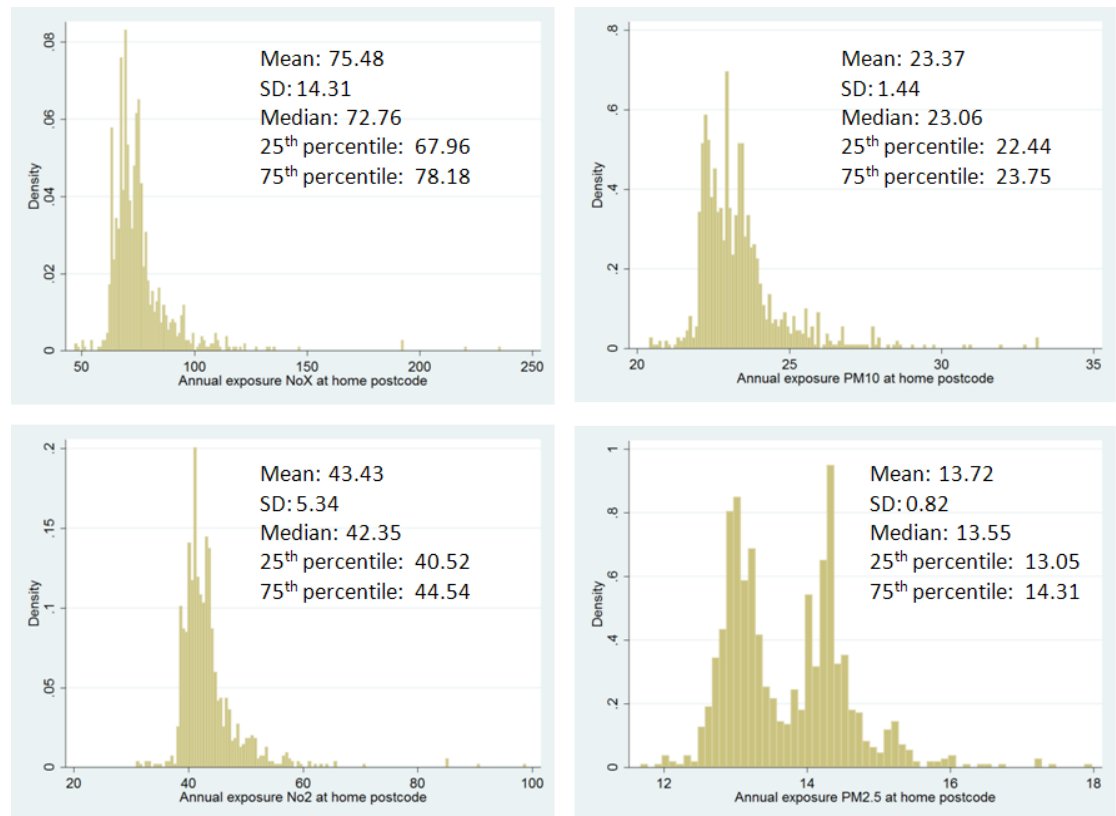 Mean: 75.48
SD: 14.31
Median: 72.76
25th percentile: 67.96
75th percentile: 78.18
Density
0
.02
.04
.06
.08
50
100
150
200
250
Annual exposure NoX at home postcode
Mean: 23.37
SD: 1.44
Median: 23.06
25th percentile: 22.44
75th percentile: 23.75
Density
0
.2
.4
.6
.8
20
25
30
35
Annual exposure PM10 at home postcode
Mean: 43.43
SD: 5.34
Median: 42.35
25th percentile: 40.52
75th percentile: 44.54
Density
0
.05
.1
.15
.2
20
40
60
80
100
Annual exposure No2 at home postcode
Mean: 13.72
SD: 0.82
Median: 13.55
25th percentile: 13.05
75th percentile: 14.31
Density
0
.2
.4
.6
.8
1
12
14
16
18
Annual exposure PM2.5 at home postcode